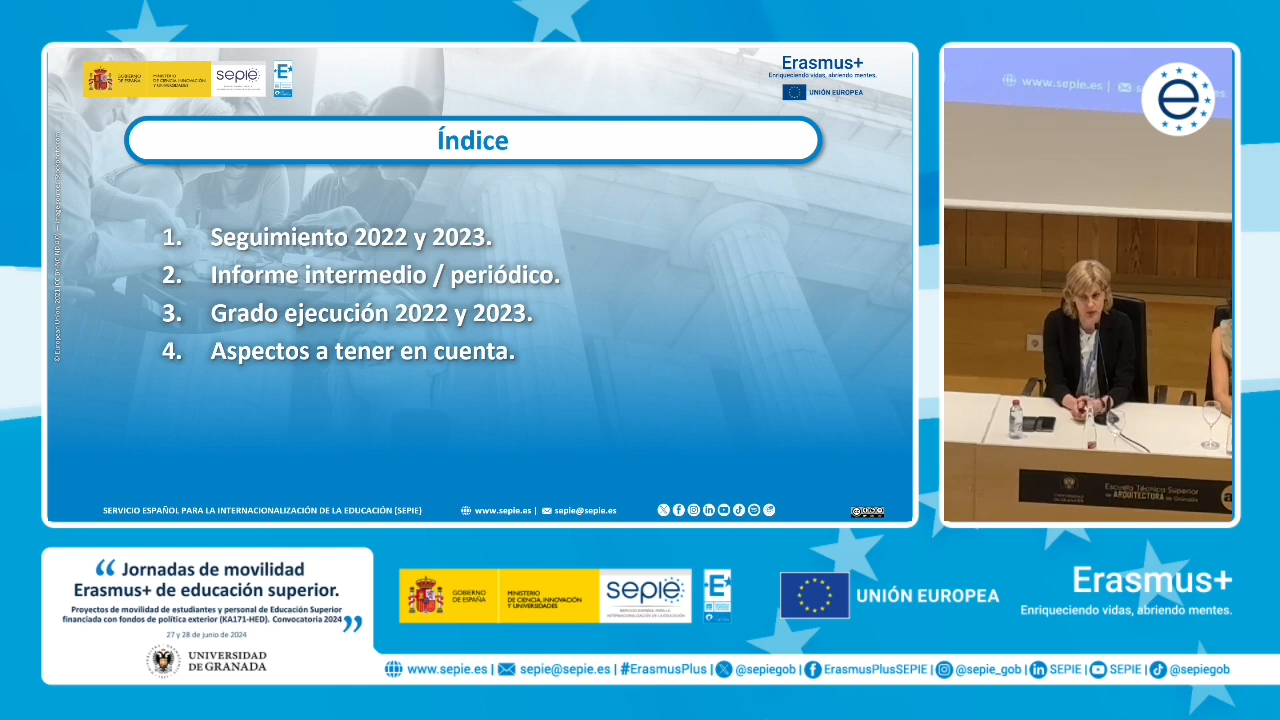 GOBIERNO
DE ESPAÑA
MINISTERIO
DE CIENCIA, INNOVACIÓN
Y UNIVERSIDADES
sepie
Erasmus+
Enriqueciendo vidas, abriendo mentes.
UNIÓN EUROPEA
Índice
1. Seguimiento 2022 y 2023.
2. Informe intermedio / periódico.
3. Grado ejecución 2022 y 2023.
4. Aspectos a tener en cuenta.
SERVICIO ESPAÑOL PARA LA INTERNACIONALIZACIÓN DE LA EDUCACIÓN (SEPIE)
www.sepie.es | sepie@sepie.es
www.sepie.es |
e
UNIVERSIDAD
DE GRANADA
Escuela Técnica Superior
de ARQUITECTURA de Granada
“ Jornadas de movilidad
Erasmus+ de educación superior.
Proyectos de movilidad de estudiantes y personal de Educación Superior
financiada con fondos de política exterior (KA171-HED). Convocatoria 2024 ”
27 y 28 de junio de 2024
UNIVERSIDAD
DE GRANADA
GOBIERNO
DE ESPAÑA
MINISTERIO
DE CIENCIA, INNOVACIÓN
Y UNIVERSIDADES
sepie
SERVICIO ESPAÑOL PARA LA
INTERNACIONALIZACIÓN DE LA EDUCACIÓN
UNIÓN EUROPEA
Erasmus+
Enriqueciendo vidas, abriendo mentes.
www.sepie.es | sepie@sepie.es | #ErasmusPlus | @sepiegob | ErasmusPlusSEPIE | @sepie_gob | SEPIE | SEPIE | @sepiegob